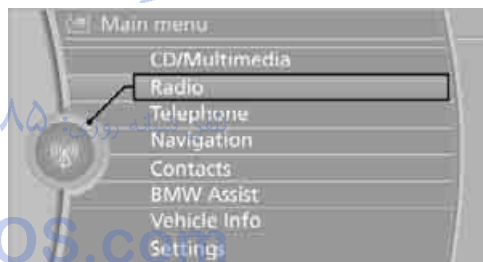 Main menu
CD/Multimedia
Radio
Telephone
Navigation
Contacts
BMW Assist
Vehicle Info
Settings
os.com